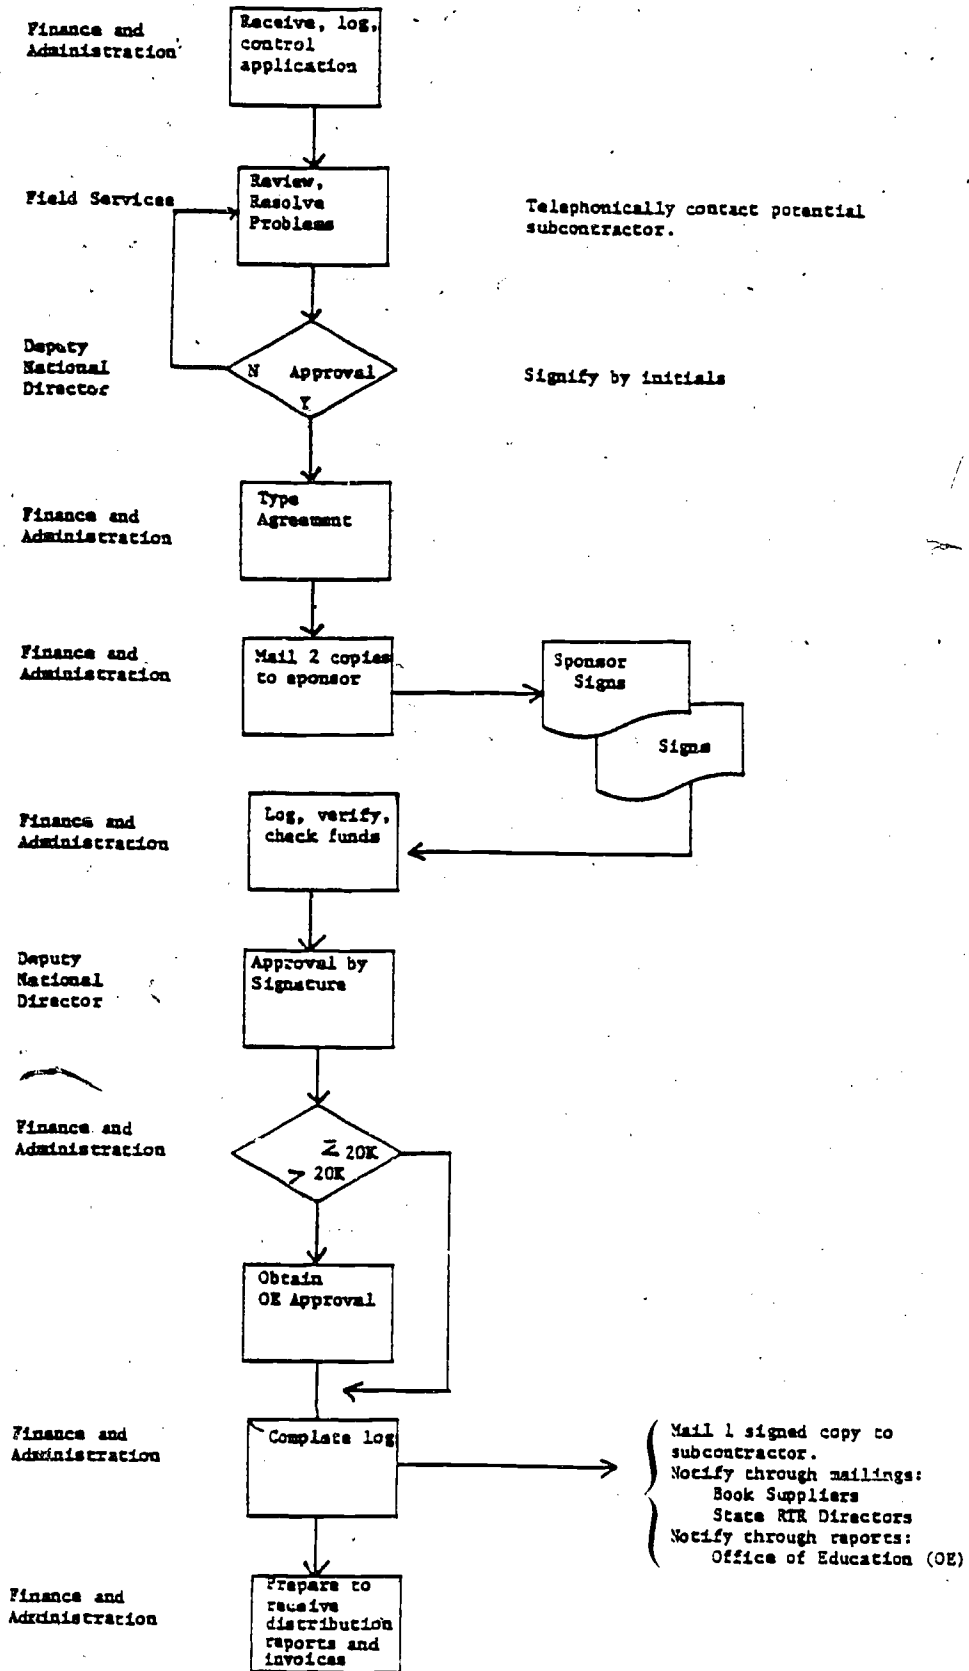 Finance and
Administration
Receive, log,
control
application
Field Services
Review,
Resolve
Problems
Telephonically contact potential
subcontractor.
Deputy
National
Director
N Approval
Y
Signify by initials
Finance and
Administration
Type
Agreement
Finance and
Administration
Mail 2 copies
to sponsor
Sponsor
Signs
Signs
Finance and
Administration
Log, verify,
check funds
Deputy
National
Director
Approval by
Signature
Finance and
Administration
20K
> 20K
Obtain
OE Approval
Finance and
Administration
Complete log
Mail 1 signed copy to
subcontractor.
Notify through mailings:
Book Suppliers
State RTR Directors
Notify through reports:
Office of Education (OE)
Finance and
Administration
Prepare to
receive
distribution
reports and
invoices